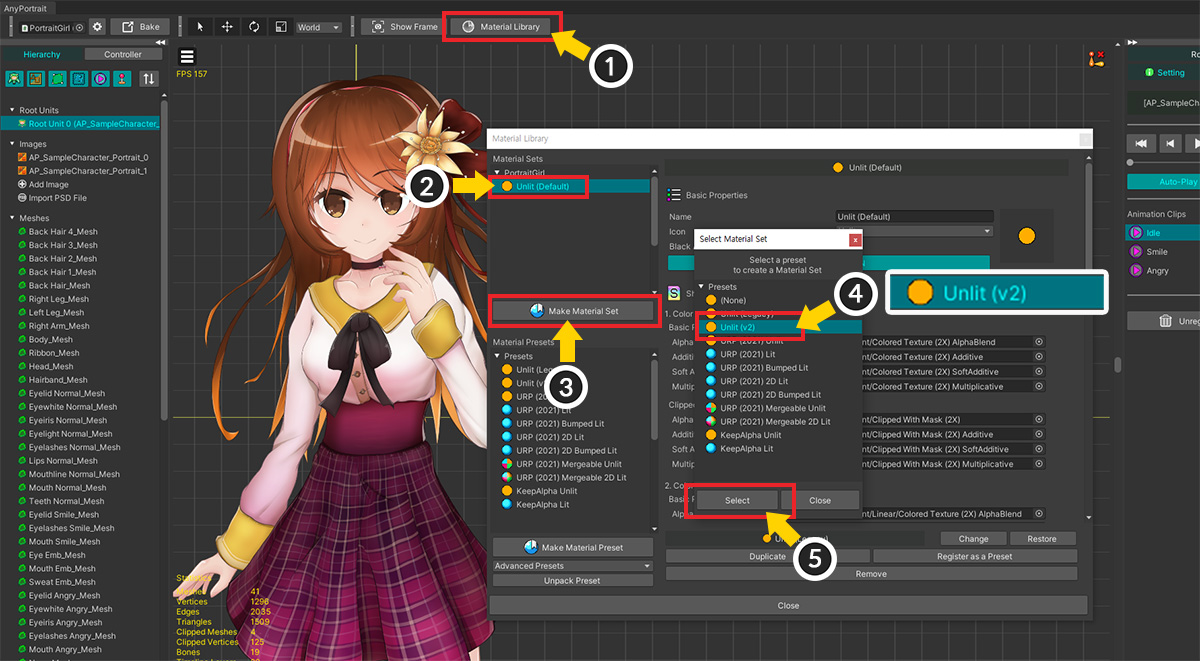 AnyPortrait
PortraitGirl
Bake
World
Show Frame
Material Library
1
Hierarchy
Controller
FPS 157
Setting
Root Units
Root Unit 0 (AP_SampleCharacter_
[AP_SampleCha
Images
AP_SampleCharacter_Portrait_0
AP_SampleCharacter_Portrait_1
Add Image
Import PSD File
Auto-Play
Animation Clips
Idle
Smile
Angry
Unreg
Meshes
Back Hair 4_Mesh
Back Hair 3_Mesh
Back Hair 2_Mesh
Back Hair 1_Mesh
Back Hair_Mesh
Right Leg_Mesh
Left Leg_Mesh
Right Arm_Mesh
Body_Mesh
Ribbon_Mesh
Head_Mesh
Hairband_Mesh
Eyelid Normal_Mesh
Eyewhite Normal_Mesh
Eyeiris Normal_Mesh
Eyelight Normal_Mesh
Eyelashes Normal_Mesh
Lips Normal_Mesh
Mouthline Normal_Mesh
Mouth Normal_Mesh
Teeth Normal_Mesh
Eyelid Smile_Mesh
Eyelashes Smile_Mesh
Mouth Smile_Mesh
Eye Emb_Mesh
Mouth Emb_Mesh
Sweat Emb_Mesh
Eyelid Angry_Mesh
Eyewhite Angry_Mesh
Eyeiris Angry_Mesh
Eyelashes Angry_Mesh
Mouth Angry_Mesh
Statistics
Meshes 41
Vertices 1296
Edges 2035
Triangles 1509
Clipped Meshes 4
Clipped Vertices 125
Bones 19
Material Library
Material Sets
PortraitGirl
2
Unlit (Default)
Make Material Set
3
Material Presets
Presets
URP (2021) Lit
URP (2021) Bumped Lit
URP (2021) 2D Lit
URP (2021) 2D Bumped Lit
URP (2021) Mergeable Unlit
URP (2021) Mergeable 2D Lit
KeepAlpha Unlit
KeepAlpha Lit
Make Material Preset
Advanced Presets
Unpack Preset
Unlit (Default)
Basic Properties
Name
Unlit (Default)
Icon
Black
1. Color
Basic
Alpha
nt/Colored Texture (2X) AlphaBlend
Additi
nt/Colored Texture (2X) Additive
Soft A
nt/Colored Texture (2X) SoftAdditive
Multip
nt/Colored Texture (2X) Multiplicative
Clippe
Alpha
nt/Clipped With Mask (2X)
Additi
nt/Clipped With Mask (2X) Additive
Soft A
nt/Clipped With Mask (2X) SoftAdditive
Multip
nt/Clipped With Mask (2X) Multiplicative
2. Colo
Basic
Alpha
nt/Linear/Colored Texture (2X) AlphaBlend
Select Material Set
x
Select a preset
to create a Material Set
Presets
(None)
Unlit (Legacy)
Unlit (v2)
URP (2021) Unlit
URP (2021) Lit
URP (2021) Bumped Lit
URP (2021) 2D Lit
URP (2021) 2D Bumped Lit
URP (2021) Mergeable Unlit
URP (2021) Mergeable 2D Lit
KeepAlpha Unlit
KeepAlpha Lit
Select
Close
4
Unlit (v2)
5
Change
Restore
Duplicate
Register as a Preset
Remove
Close